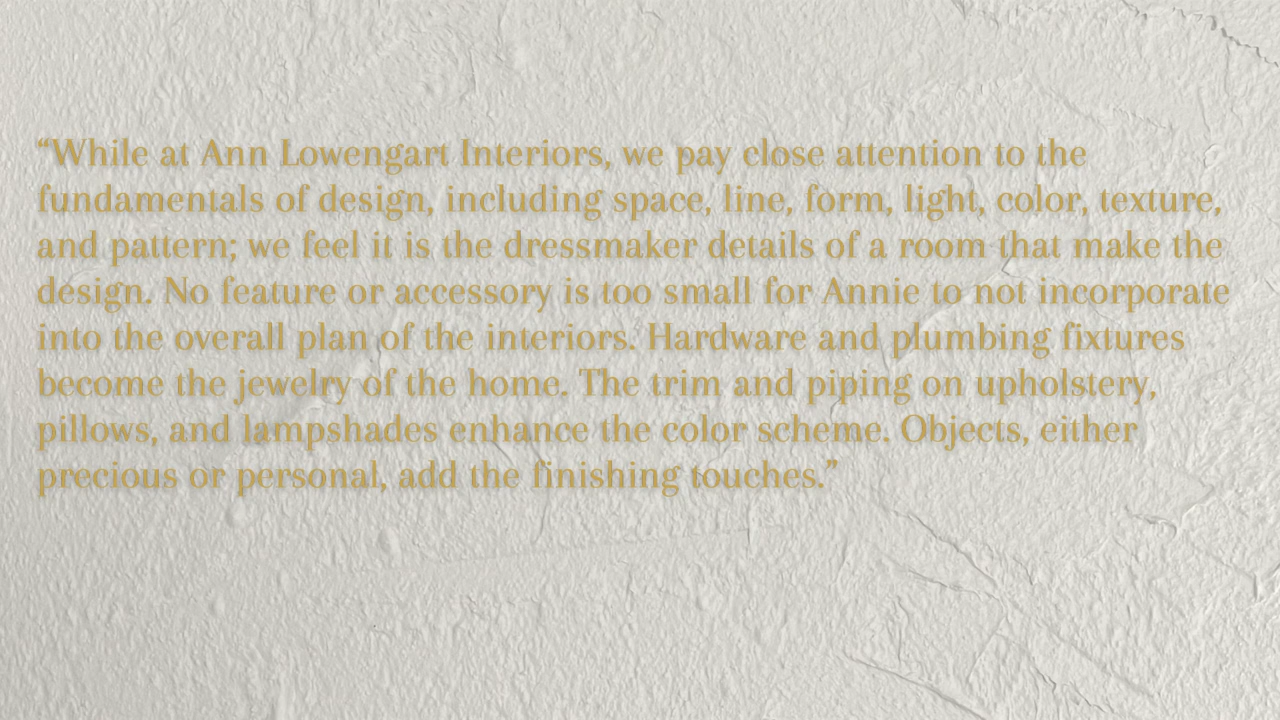 “While at Ann Lowengart Interiors, we pay close attention to the
fundamentals of design, including space, line, form, light, color, texture,
and pattern; we feel it is the dressmaker details of a room that make the
design. No feature or accessory is too small for Annie to not incorporate
into the overall plan of the interiors. Hardware and plumbing fixtures
become the jewelry of the home. The trim and piping on upholstery,
pillows, and lampshades enhance the color scheme. Objects, either
precious or personal, add the finishing touches.”